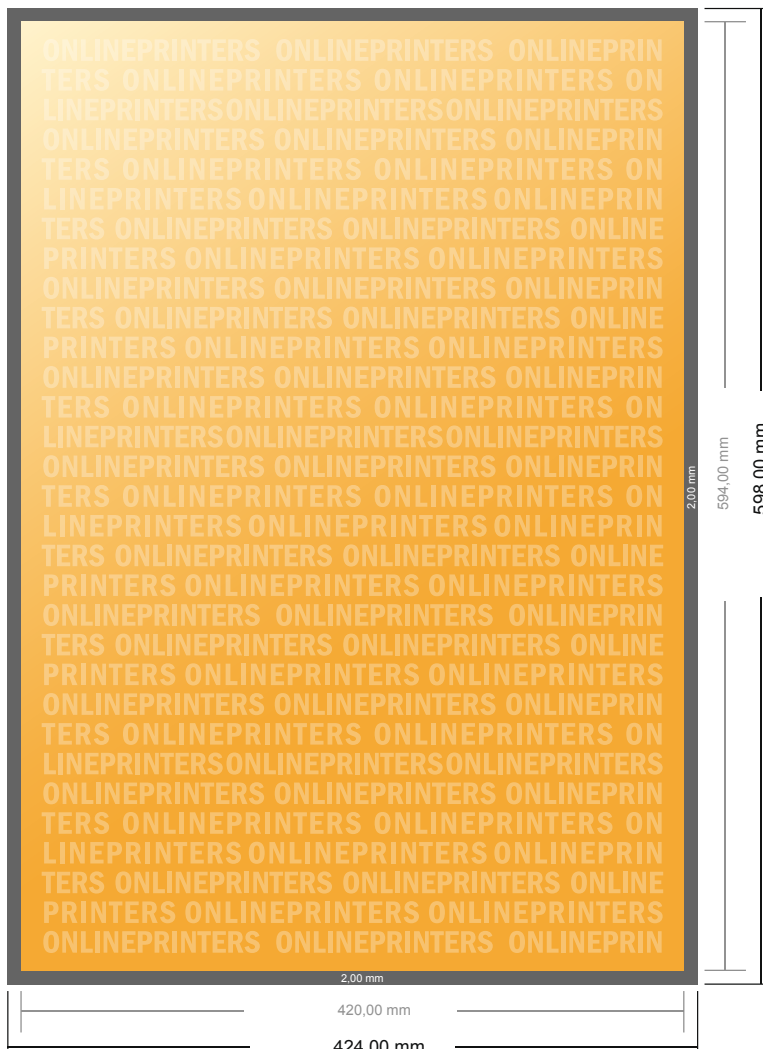 ONLINEPRINTERS ONLINEPRINTERS ONLINEPRIN
TERS ONLINEPRINTERS ONLINEPRINTERS ON
LINEPRINTERSONLINEPRINTERSONLINEPRINTERS
ONLINEPRINTERS ONLINEPRINTERS ONLINEPRIN
TERS ONLINEPRINTERS ONLINEPRINTERS ON
LINEPRINTERS ONLINEPRINTERS ONLINEPRIN
TERS ONLINEPRINTERS ONLINEPRINTERS ONLINE
PRINTERS ONLINEPRINTERS ONLINEPRINTERS
ONLINEPRINTERS ONLINEPRINTERS ONLINEPRIN
TERS ONLINEPRINTERS ONLINEPRINTERS ONLINE
PRINTERS ONLINEPRINTERS ONLINEPRINTERS
ONLINEPRINTERS ONLINEPRINTERS ONLINEPRIN
TERS ONLINEPRINTERS ONLINEPRINTERS ON
LINEPRINTERSONLINEPRINTERSONLINEPRINTERS
ONLINEPRINTERS ONLINEPRINTERS ONLINEPRIN
TERS ONLINEPRINTERS ONLINEPRINTERS ON
LINEPRINTERS ONLINEPRINTERS ONLINEPRIN
TERS ONLINEPRINTERS ONLINEPRINTERS ONLINE
PRINTERS ONLINEPRINTERS ONLINEPRINTERS
ONLINEPRINTERS ONLINEPRINTERS ONLINEPRIN
TERS ONLINEPRINTERS ONLINEPRINTERS ONLINE
PRINTERS ONLINEPRINTERS ONLINEPRINTERS
ONLINEPRINTERS ONLINEPRINTERS ONLINEPRIN
TERS ONLINEPRINTERS ONLINEPRINTERS ON
LINEPRINTERSONLINEPRINTERSONLINEPRINTERS
ONLINEPRINTERS ONLINEPRINTERS ONLINEPRIN
TERS ONLINEPRINTERS ONLINEPRINTERS ON
LINEPRINTERS ONLINEPRINTERS ONLINEPRIN
TERS ONLINEPRINTERS ONLINEPRINTERS ONLINE
PRINTERS ONLINEPRINTERS ONLINEPRINTERS
ONLINEPRINTERS ONLINEPRINTERS ONLINEPRIN
2,00 mm
594,00 mm
598,00 mm
2,00 mm
420,00 mm
424,00 mm